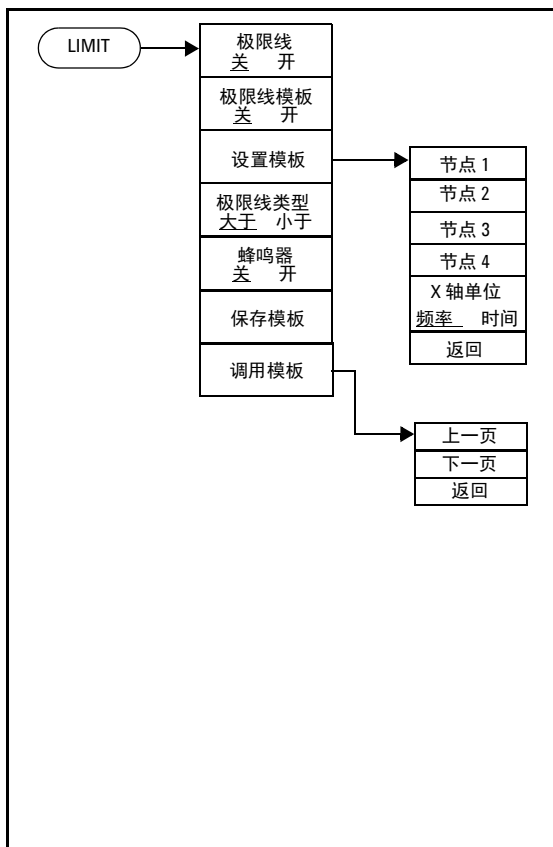 LIMIT
极限线
关 开
极限线模板
关 开
设置模板
极限线类型
大于 小于
蜂鸣器
关 开
保存模板
调用模板
节点 1
节点 2
节点 3
节点 4
X 轴单位
频率 时间
返回
上一页
下一页
返回